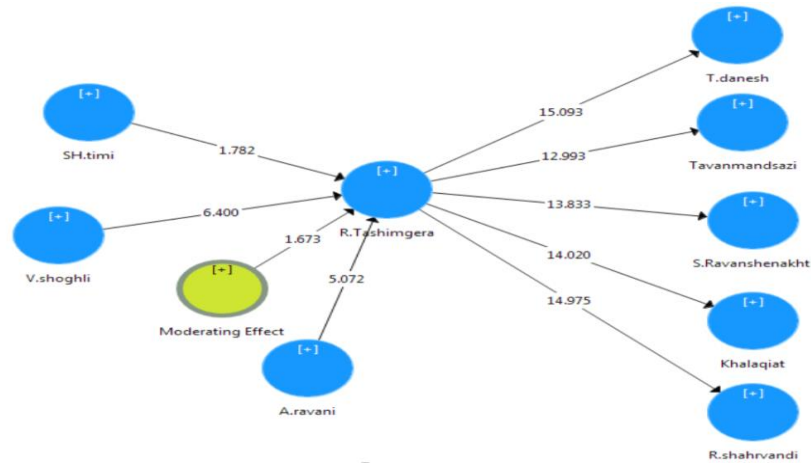 [+]
T.danesh
[+]
SH.timi
15.093
[+]
Tavanmandsazi
12.993
1.782
[+]
R.Tashimgera
[+]
S.Ravanshenakht
13.833
6.400
[+]
V.shoghli
1.673
[+]
Moderating Effect
5.072
14.020
14.975
[+]
Khalaqiat
[+]
A.ravani
[+]
R.shahrvandi